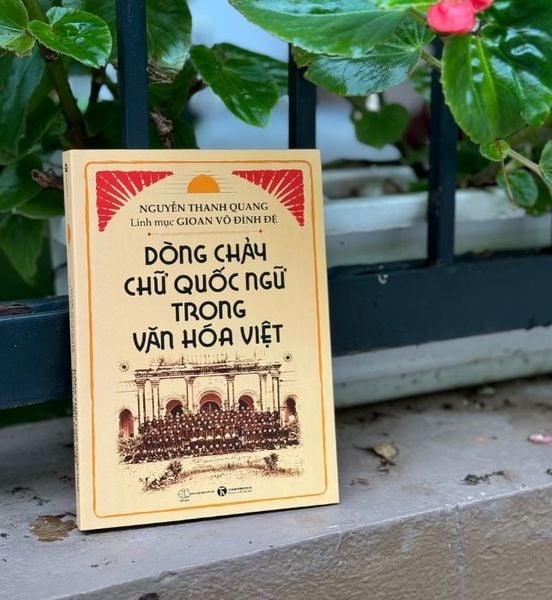 NGUYỄN THANH QUANG
Linh mục GIOAN VÕ ĐÌNH ĐỆ
DÒNG CHẢY
CHỮ QUỐC NGỮ
TRONG
VĂN HÓA VIỆT